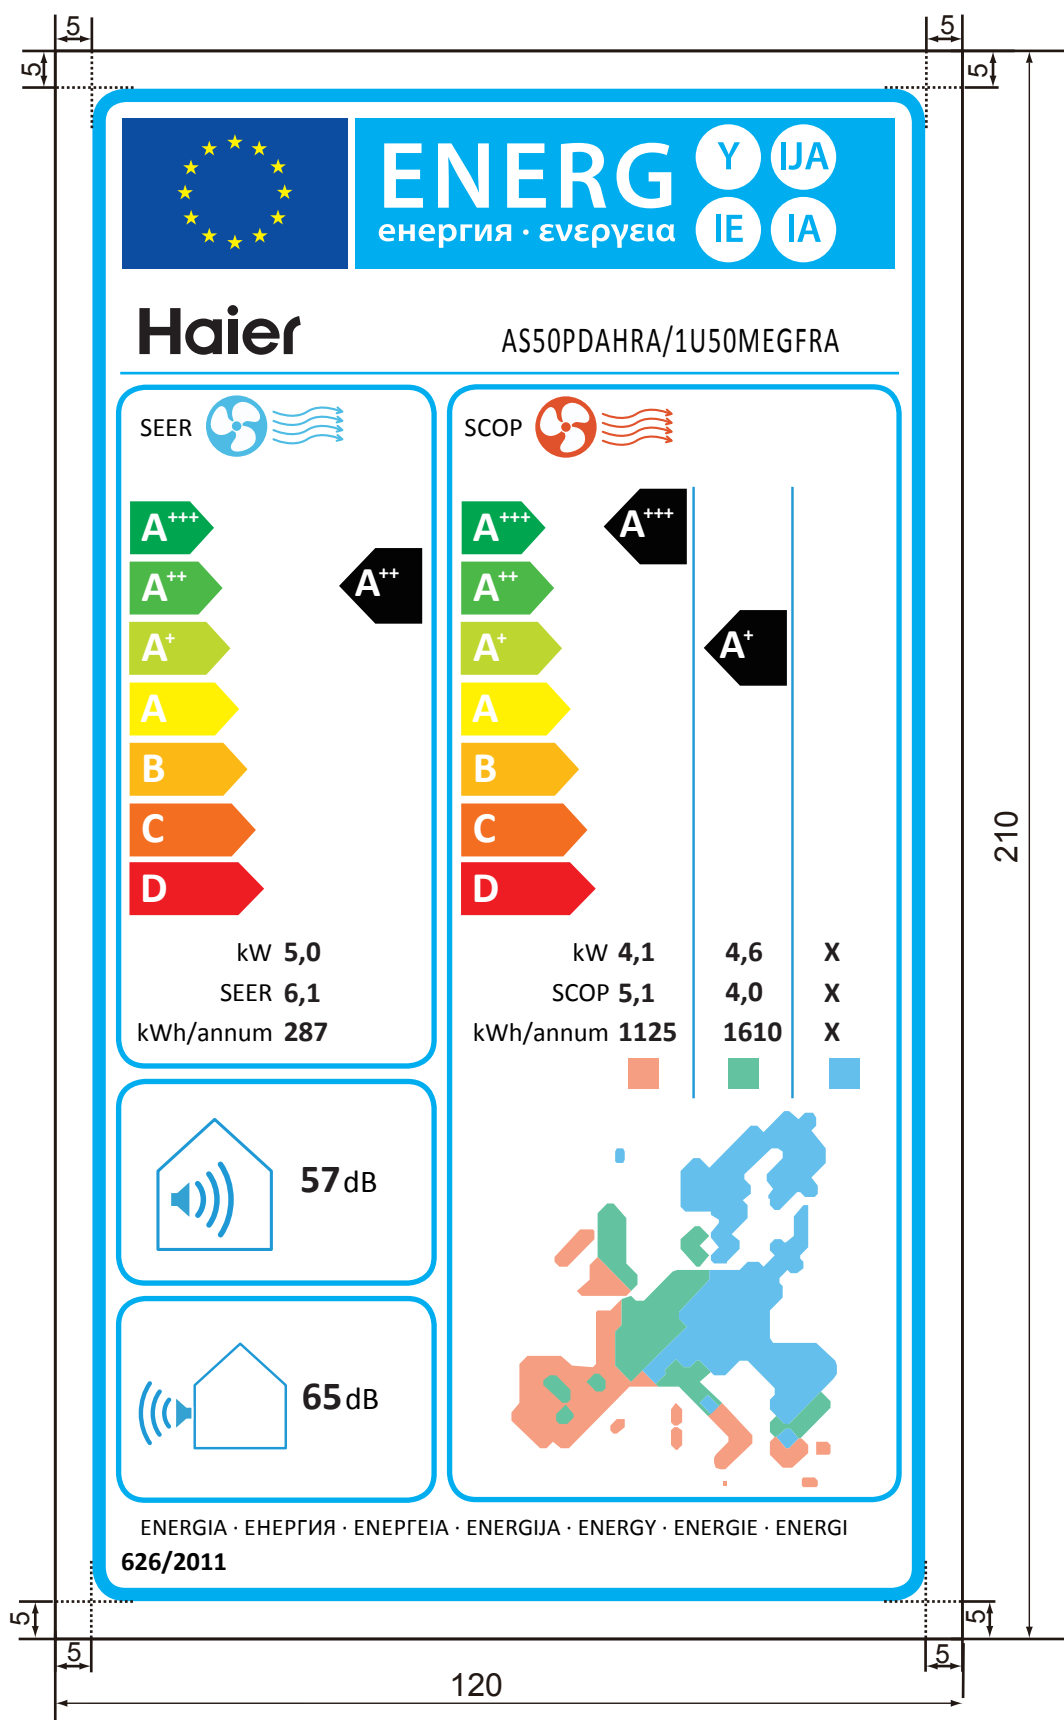 5
5
5
5
ENERG
Y
IJA
IE
IA
енергия · ενεργεια
Haier
AS50PDAHRA/1U50MEGFRA
SEER
A+++
A++
A+
A
B
C
D
A++
kW 5,0
SEER 6,1
kWh/annum 287
SCOP
A+++
A++
A+
A
B
C
D
A+++
A+
kW 4,1 4,6 X
SCOP 5,1 4,0 X
kWh/annum 1125 1610 X
57 dB
65 dB
210
ENERGIA · ЕНЕРГИЯ · ΕΝΕΡΓΕΙΑ · ENERGIJA · ENERGY · ENERGIE · ENERGI
626/2011
5
5
5
5
120